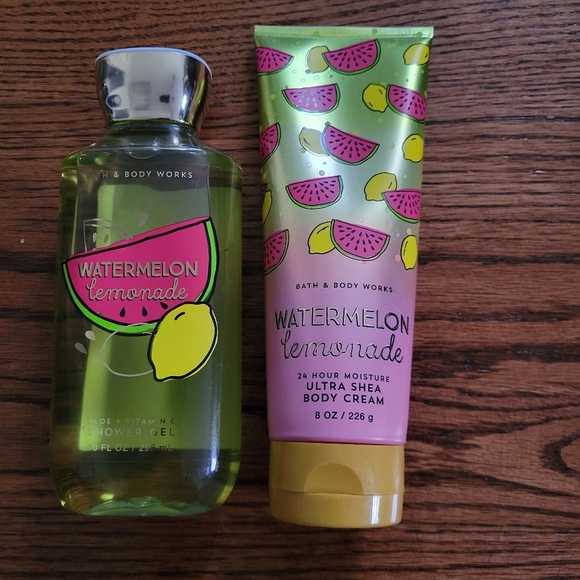 BATH & BODY WORKS
WATERMELON
lemonade
ALOE + VITAMIN E
SHOWER GEL
BATH & BODY WORKS
WATERMELON
lemonade
24 HOUR MOISTURE
ULTRA SHEA
BODY CREAM
8 OZ / 226 g